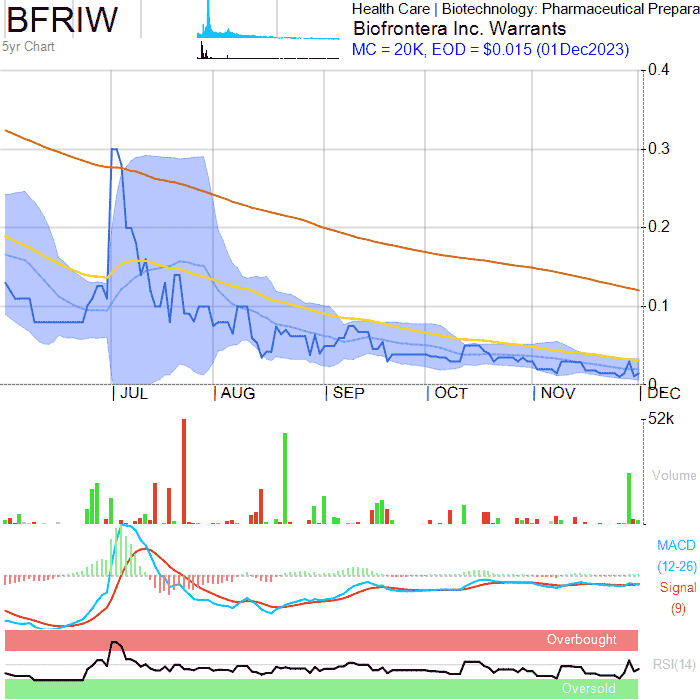 BFRIW
5yr Chart
Health Care | Biotechnology: Pharmaceutical Prepara
Biofrontera Inc. Warrants
MC = 20K, EOD = $0.015 (01Dec2023)
0.4
0.3
0.2
0.1
0
JUL AUG SEP OCT NOV DEC
52k
Volume
MACD
(12-26)
Signal
(9)
Overbought
RSI(14)
Oversold